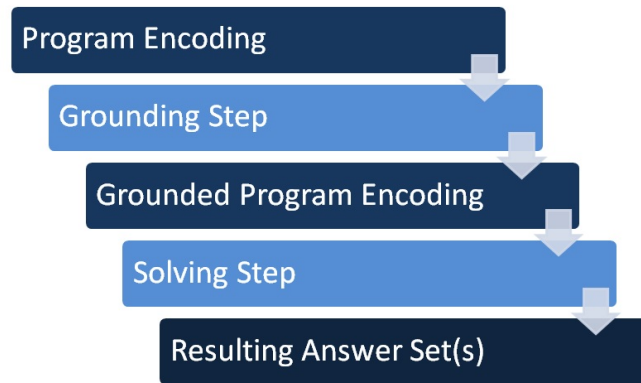 Program Encoding
Grounding Step
Grounded Program Encoding
Solving Step
Resulting Answer Set(s)